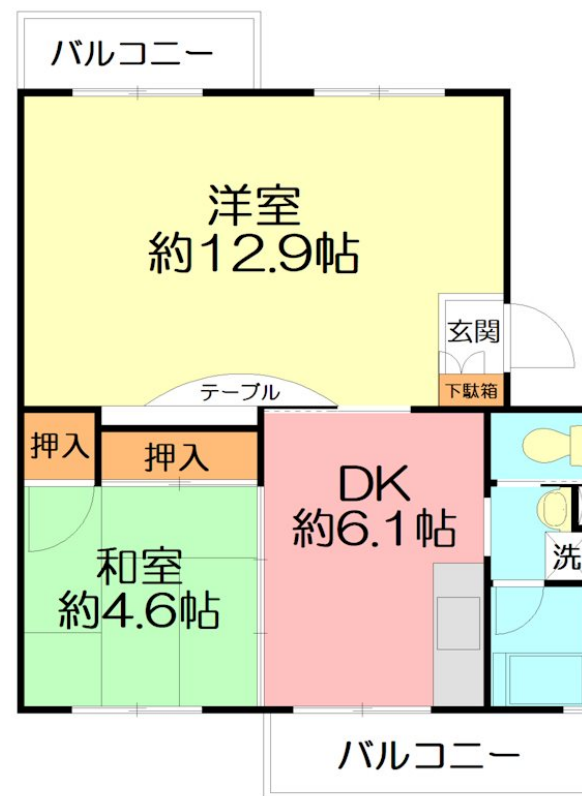 バルコニー
洋室
約12.9帖
玄関
下駄箱
テーブル
押入
押入
DK
約6.1帖
和室
約4.6帖
洗
バルコニー